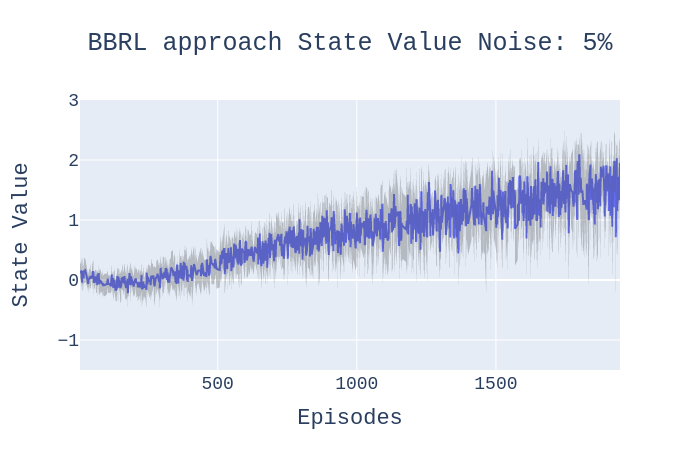 BBRL approach State Value Noise: 5%
3
2
1
0
−1
State Value
500
1000
1500
Episodes